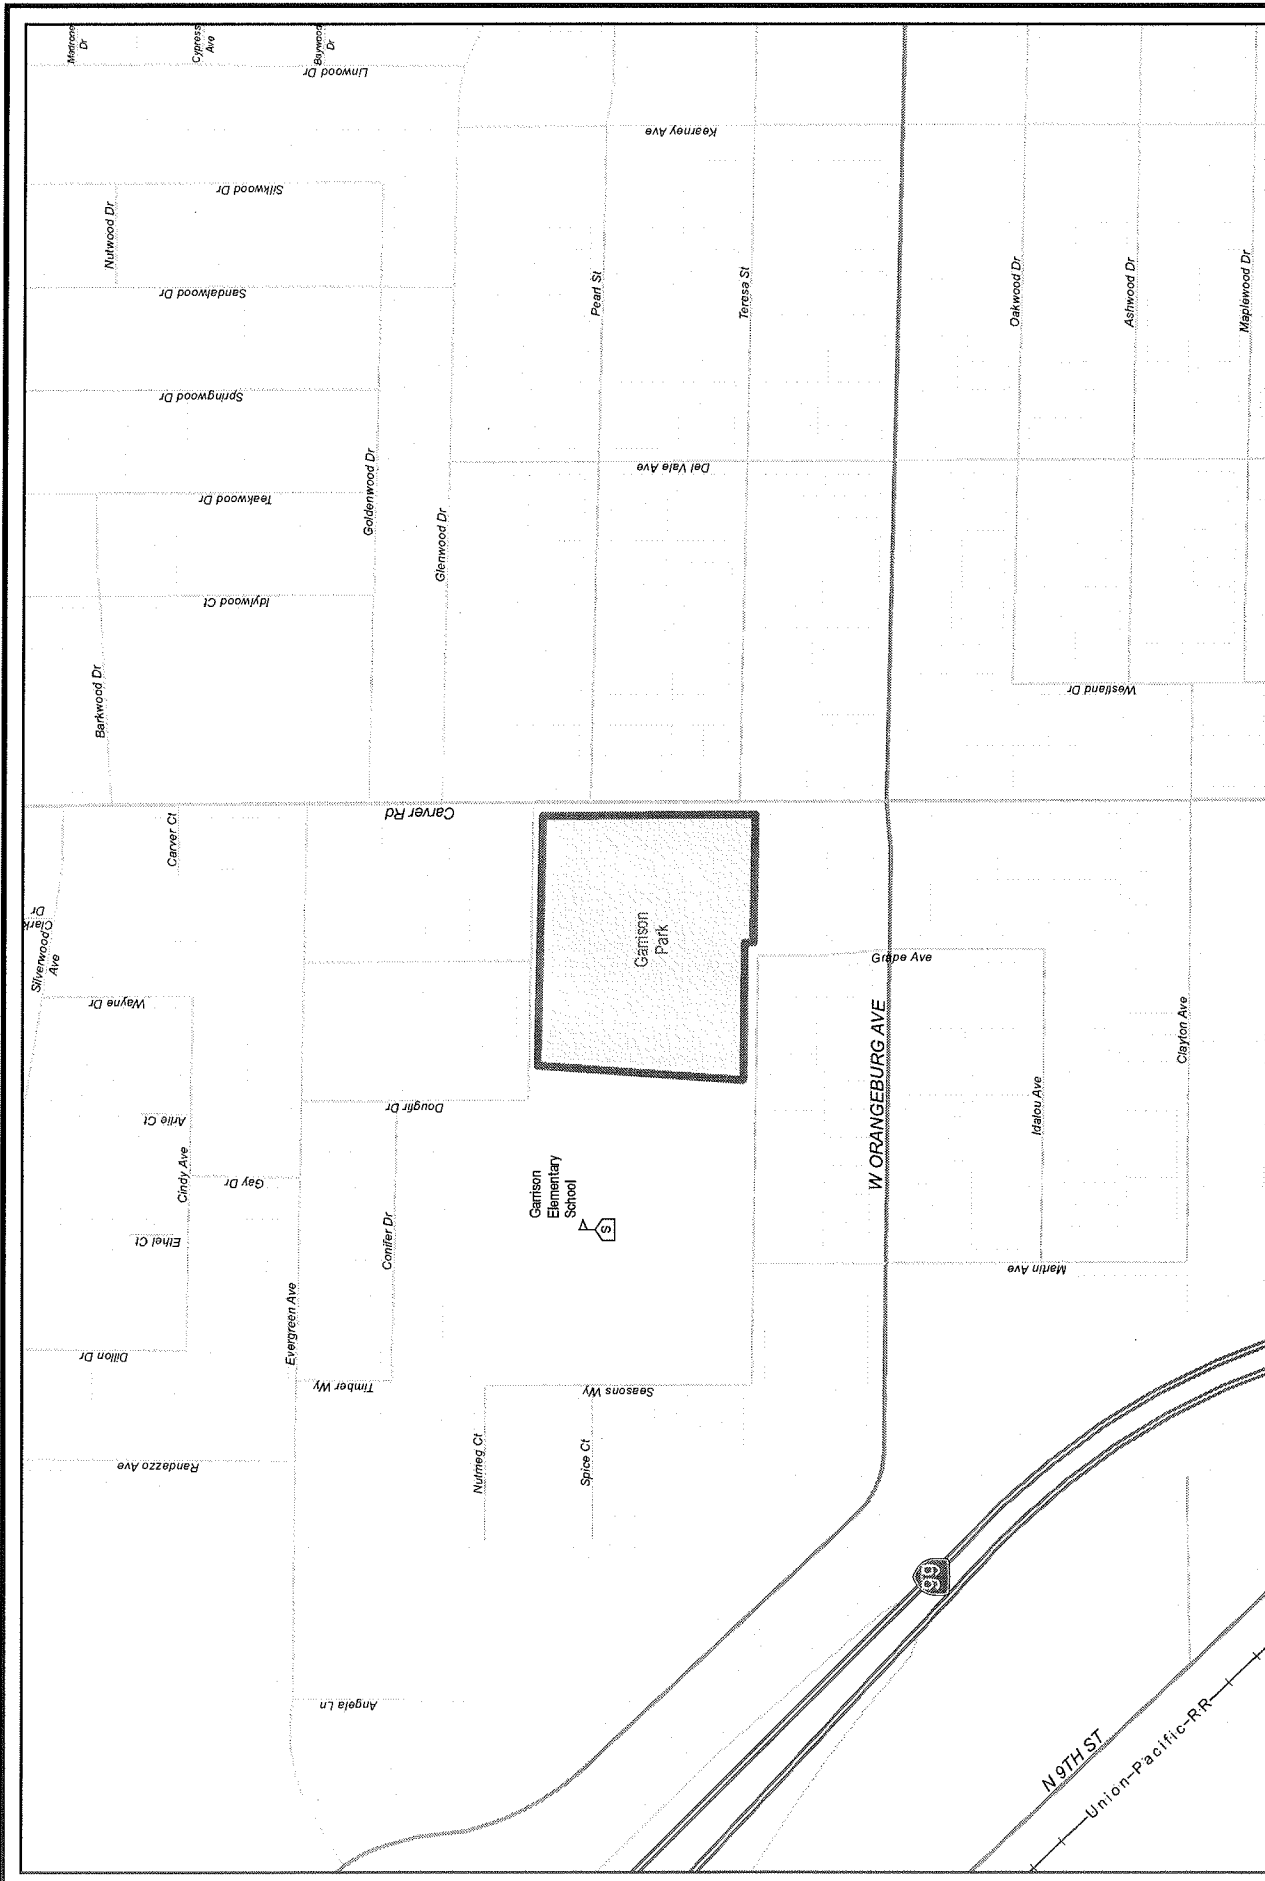 Madrone
Dr
Cypress
Ave
Baywood
Dr
Linwood Dr
Kearney Ave
Silkwood Dr
Nutwood Dr
Sandalwood Dr
Pearl St
Teresa St
Oakwood Dr
Ashwood Dr
Maplewood Dr
Springwood Dr
Goldenwood Dr
Del Vale Ave
Teakwood Dr
Glenwood Dr
Idylwood Ct
Barkwood Dr
Westland Dr
Carver Rd
Carver Ct
Clark
Dr
Silverwood
Ave
Garrison
Park
Grape Ave
Wayne Dr
W ORANGEBURG AVE
Clayton Ave
Idalou Ave
Dougfir Dr
Arlie Ct
Cindy Ave
Gay Dr
Garrison
Elementary
School
S
Ethel Ct
Conifer Dr
Martin Ave
Evergreen Ave
Dillon Dr
Timber Wy
Seasons Wy
Randazzo Ave
Nutmeg Ct
Spice Ct
99
Angela Ln
N 9TH ST
Union-Pacific-RR